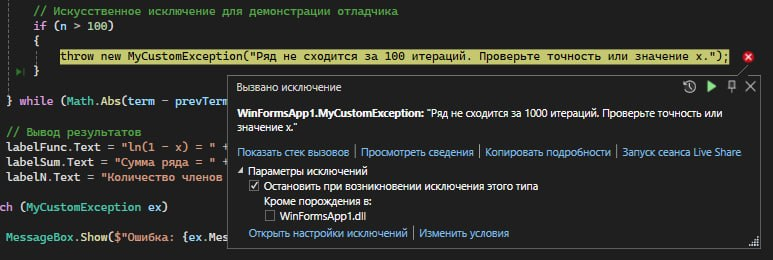 // Искусственное исключение для демонстрации отладчика
if (n > 100)
{
throw new MyCustomException("Ряд не сходится за 100 итераций. Проверьте точность или значение x.");
}
} while (Math.Abs(term - prevTerm
// Вывод результатов
labelFunc.Text = "ln(1 - x) = " +
labelSum.Text = "Сумма ряда = " +
labelN.Text = "Количество членов
ch (MyCustomException ex)
MessageBox.Show($"Ошибка: {ex.Mes
Вызвано исключение
WinFormsApp1.MyCustomException: "Ряд не сходится за 1000 итераций. Проверьте точность или
значение x."
Показать стек вызовов | Просмотреть сведения | Копировать подробности | Запуск сеанса Live Share
Параметры исключений
Остановить при возникновении исключения этого типа
Кроме порождения в:
WinFormsApp1.dll
Открыть настройки исключений | Изменить условия